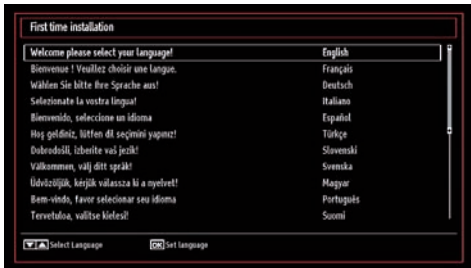 First time installation
Welcome please select your language! English
Bienvenue ! Veuillez choisir une langue. Français
Wählen Sie bitte Ihre Sprache aus! Deutsch
Selezionate la vostra lingua! Italiano
Bienvenido, seleccione un idioma Español
Hoş geldiniz, lütfen dil seçimini yapınız! Türkçe
Dobrodošli, izberite vaš jezik! Slovenski
Välkommen, välj ditt språk! Svenska
Üdvözöljük, kérjük válassza ki a nyelvet! Magyar
Bem-vindo, favor selecionar seu idioma Português
Tervetuloa, valitse kielesi! Suomi
Select Language OK Set language